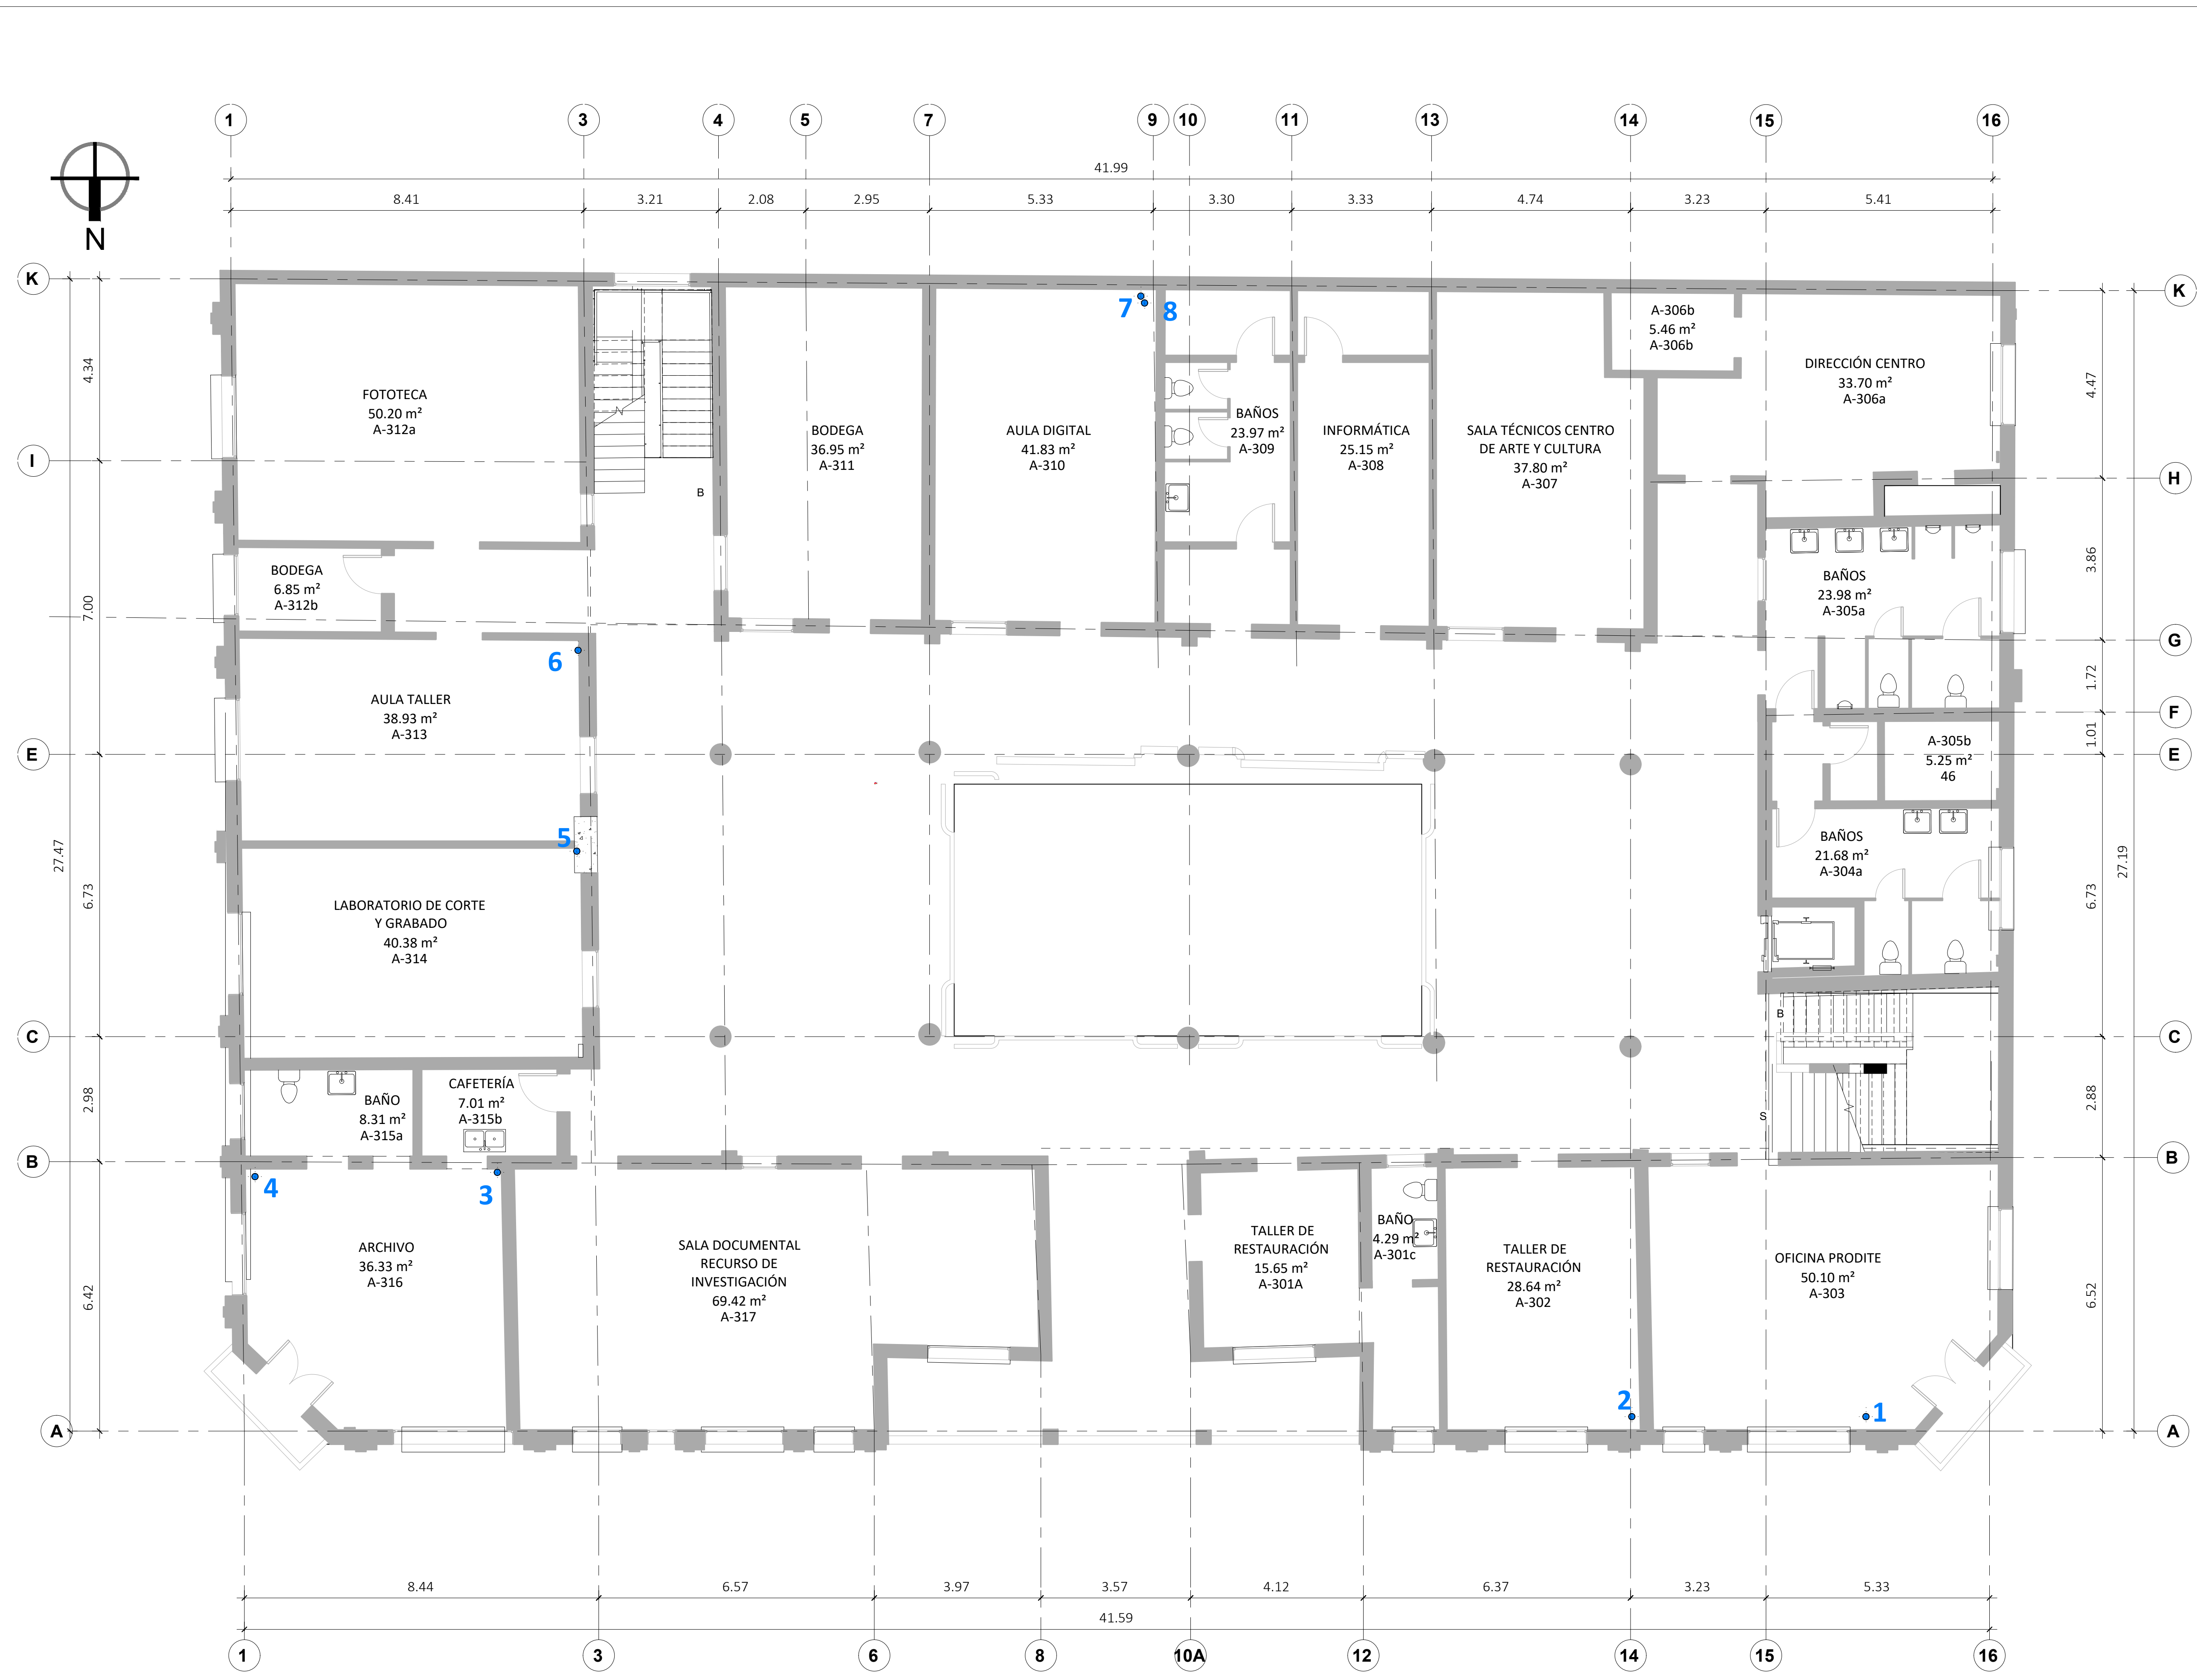 1 3 4 5 7 9 10 11 13 14 15 16
41.99
8.41 3.21 2.08 2.95 5.33 3.30 3.33 4.74 3.23 5.41
N
K K
7 8
A-306b
5.46 m²
A-306b
DIRECCIÓN CENTRO
33.70 m²
A-306a
4.34
4.47
FOTOTECA
50.20 m²
A-312a
BODEGA
36.95 m²
A-311
AULA DIGITAL
41.83 m²
A-310
BAÑOS
23.97 m²
A-309
INFORMÁTICA
25.15 m²
A-308
SALA TÉCNICOS CENTRO
DE ARTE Y CULTURA
37.80 m²
A-307
I
H
B
BODEGA
6.85 m²
A-312b
7.00
3.86
BAÑOS
23.98 m²
A-305a
G
6
AULA TALLER
38.93 m²
A-313
1.72
F
1.01
E E
A-305b
5.25 m²
46
5
BAÑOS
21.68 m²
A-304a
27.47
27.19
6.73
6.73
LABORATORIO DE CORTE
Y GRABADO
40.38 m²
A-314
B
C C
CAFETERÍA
7.01 m²
A-315b
BAÑO
8.31 m²
A-315a
2.98
2.88
S
B B
4 3
ARCHIVO
36.33 m²
A-316
SALA DOCUMENTAL
RECURSO DE
INVESTIGACIÓN
69.42 m²
A-317
TALLER DE
RESTAURACIÓN
15.65 m²
A-301A
BAÑO
4.29 m²
A-301c
TALLER DE
RESTAURACIÓN
28.64 m²
A-302
OFICINA PRODITE
50.10 m²
A-303
6.42
6.52
2 1
A A
8.44 6.57 3.97 3.57 4.12 6.37 3.23 5.33
41.59
1 3 6 8 10A 12 14 15 16